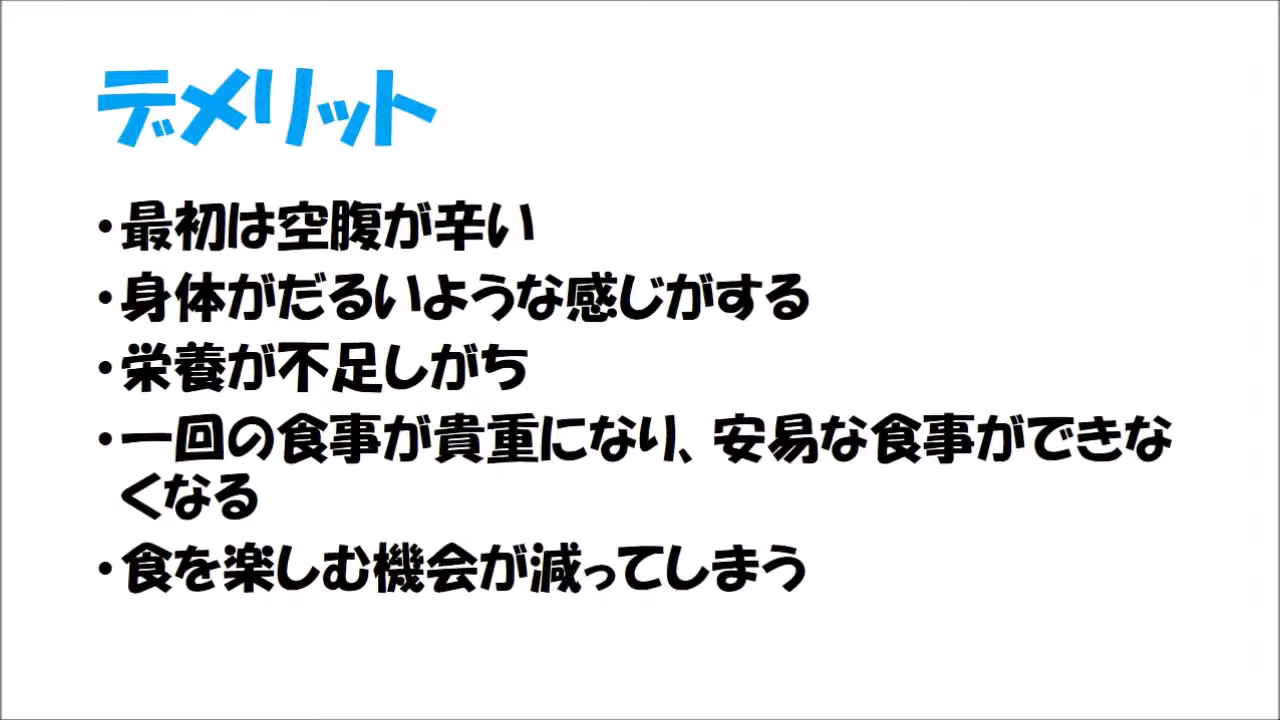 デメリット
・最初は空腹が辛い
・身体がだるいような感じがする
・栄養が不足しがち
・一回の食事が貴重になり、安易な食事ができな
くなる
・食を楽しむ機会が減ってしまう